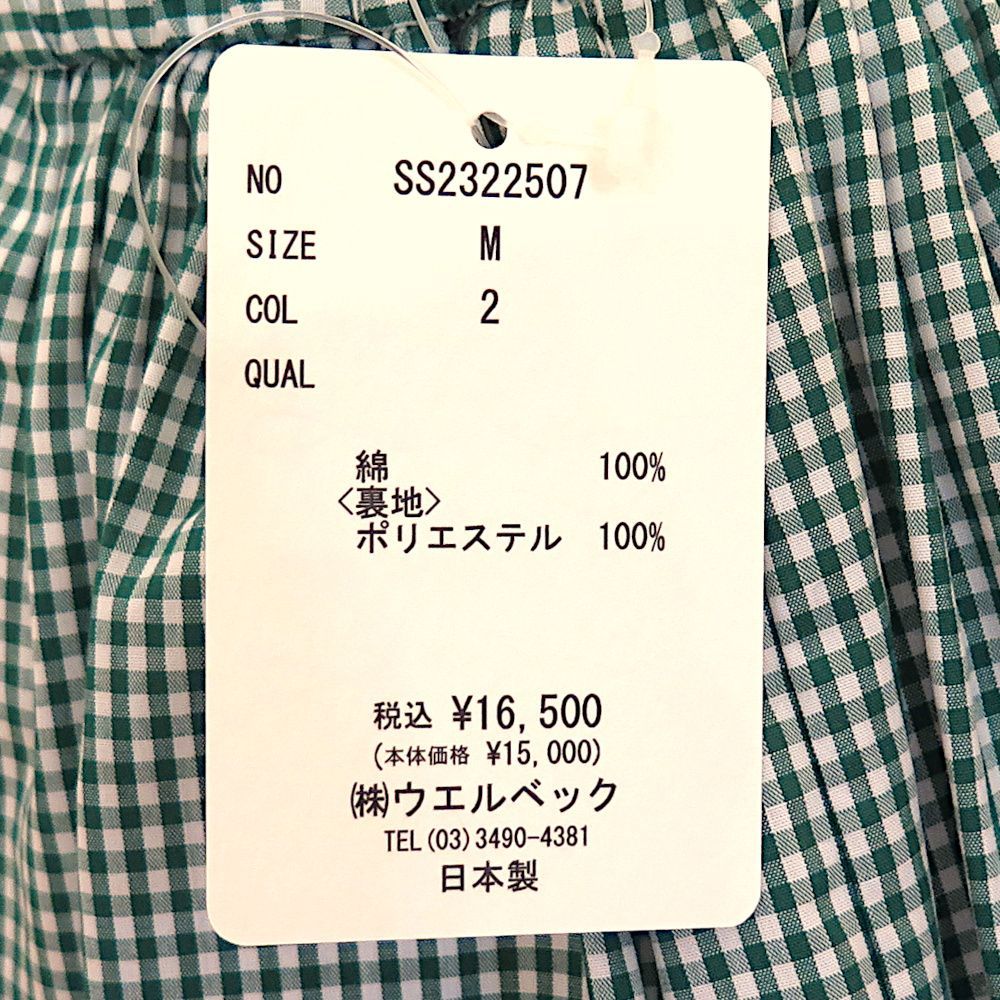 NO SS2322507
SIZE M
COL 2
QUAL
綿 100%
〈裏地〉
ポリエステル 100%
税込 ¥16,500
(本体価格 ¥15,000)
㈱ウエルベック
TEL(03)3490-4381
日本製